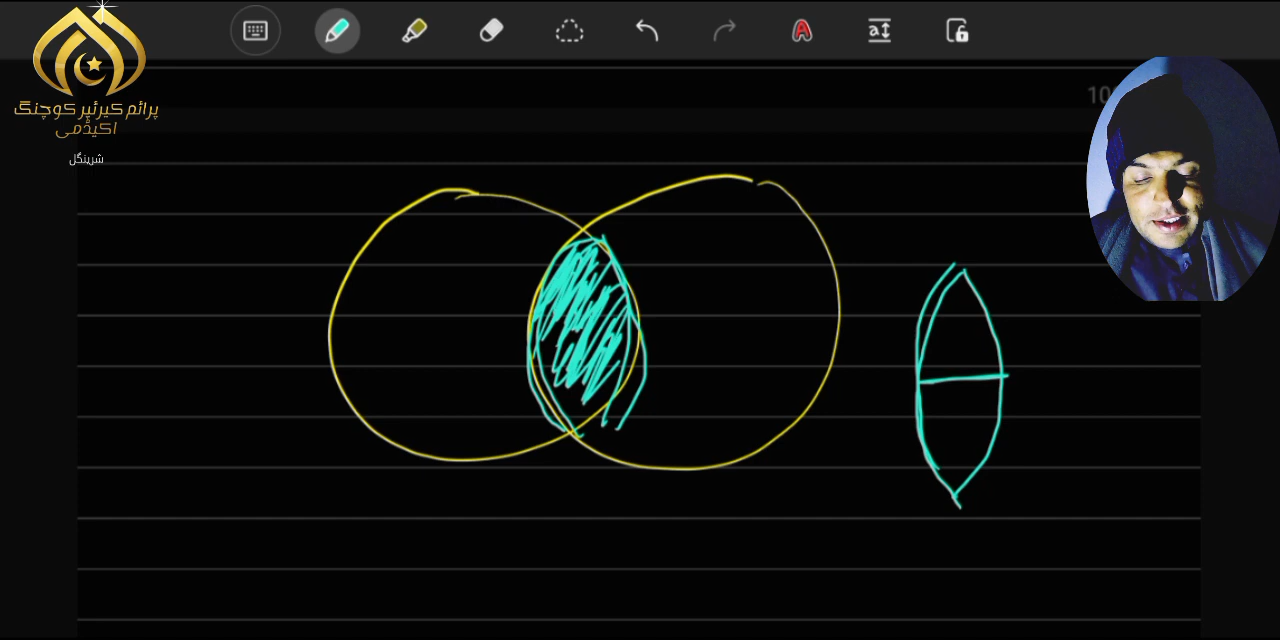 پرائم کیرئیر کوچنگ
اکیڈمی
شرینگل